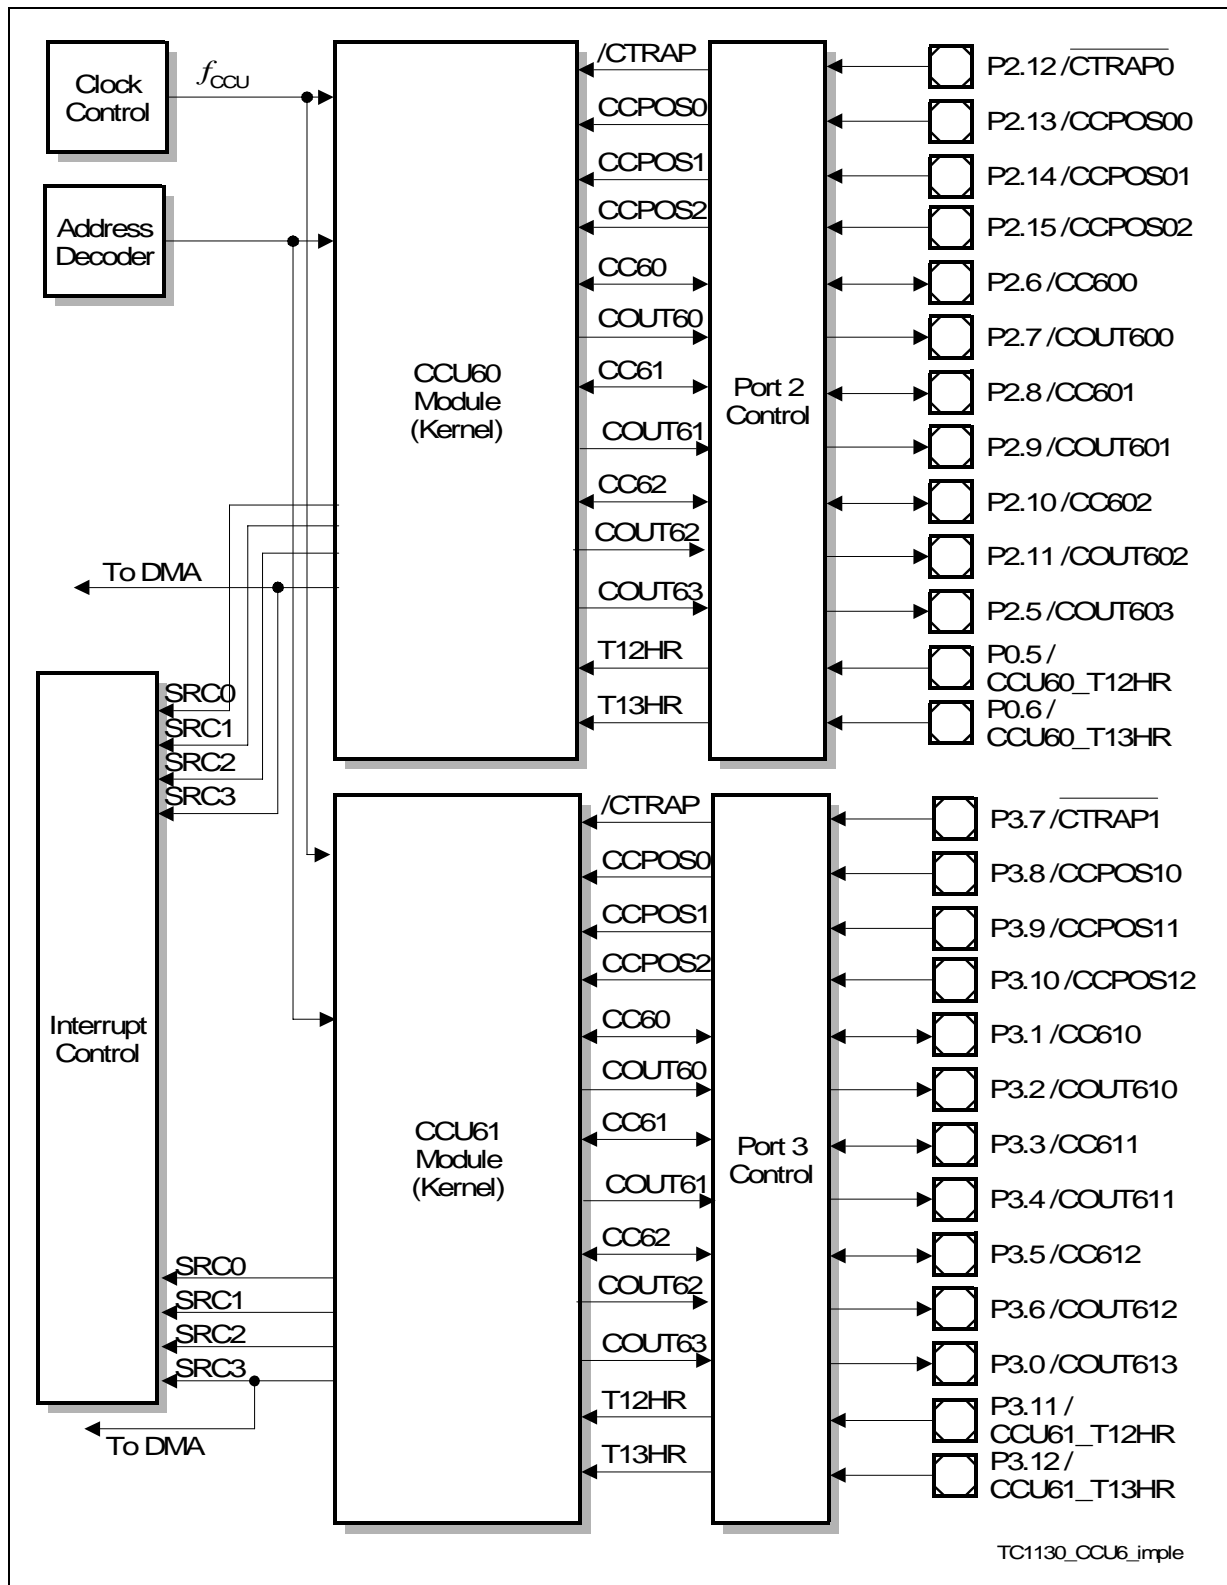 Clock
Control
fCCU
Address
Decoder
CCU60
Module
(Kernel)
/CTRAP
CCPOS0
CCPOS1
CCPOS2
CC60
COUT60
CC61
COUT61
CC62
COUT62
COUT63
T12HR
T13HR
Port 2
Control
P2.12 /CTRAP0
P2.13 /CCPOS00
P2.14 /CCPOS01
P2.15 /CCPOS02
P2.6 /CC600
P2.7 /COUT600
P2.8 /CC601
P2.9 /COUT601
P2.10 /CC602
P2.11 /COUT602
P2.5 /COUT603
P0.5 /
CCU60_T12HR
P0.6 /
CCU60_T13HR
To DMA
SRC0
SRC1
SRC2
SRC3
Interrupt
Control
SRC0
SRC1
SRC2
SRC3
To DMA
CCU61
Module
(Kernel)
/CTRAP
CCPOS0
CCPOS1
CCPOS2
CC60
COUT60
CC61
COUT61
CC62
COUT62
COUT63
T12HR
T13HR
Port 3
Control
P3.7 /CTRAP1
P3.8 /CCPOS10
P3.9 /CCPOS11
P3.10 /CCPOS12
P3.1 /CC610
P3.2 /COUT610
P3.3 /CC611
P3.4 /COUT611
P3.5 /CC612
P3.6 /COUT612
P3.0 /COUT613
P3.11 /
CCU61_T12HR
P3.12 /
CCU61_T13HR
TC1130_CCU6_imple